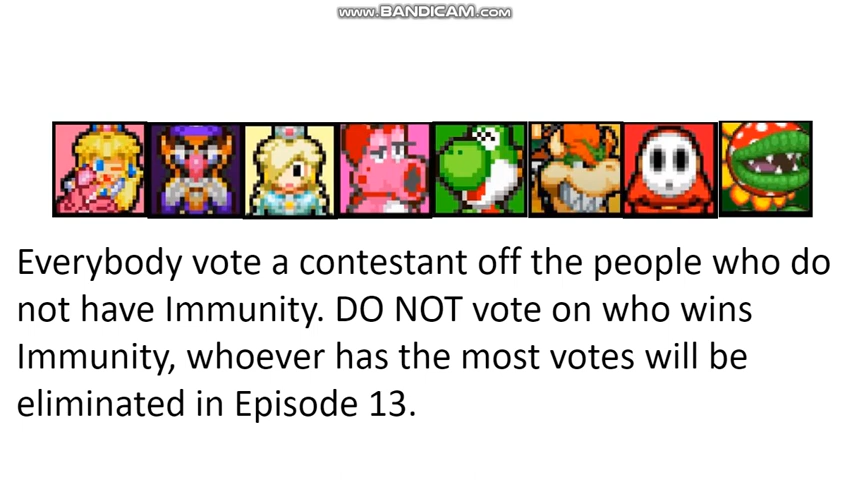 www.BANDICAM.com
Everybody vote a contestant off the people who do
not have Immunity. DO NOT vote on who wins
Immunity, whoever has the most votes will be
eliminated in Episode 13.